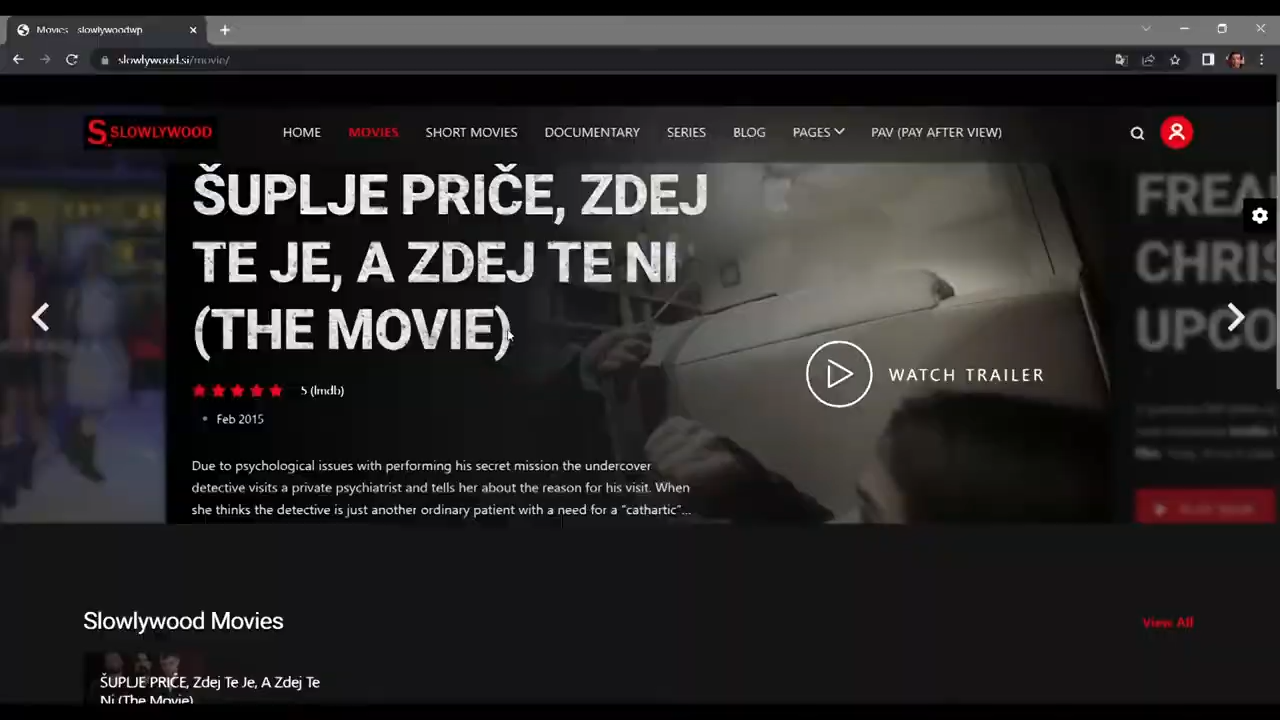 Movies - slowlywoodwp
slowlywood.si/movie/
SLOWLYWOOD
HOME MOVIES SHORT MOVIES DOCUMENTARY SERIES BLOG PAGES PAV (PAY AFTER VIEW)
ŠUPLJE PRIČE, ZDEJ
TE JE, A ZDEJ TE NI
(THE MOVIE)
5 (Imdb)
Feb 2015
WATCH TRAILER
Due to psychological issues with performing his secret mission the undercover
detective visits a private psychiatrist and tells her about the reason for his visit. When
she thinks the detective is just another ordinary patient with a need for a "cathartic"...
Slowlywood Movies
View All
ŠUPLJE PRIČE, Zdej Te Je, A Zdej Te
Ni (The Movie)